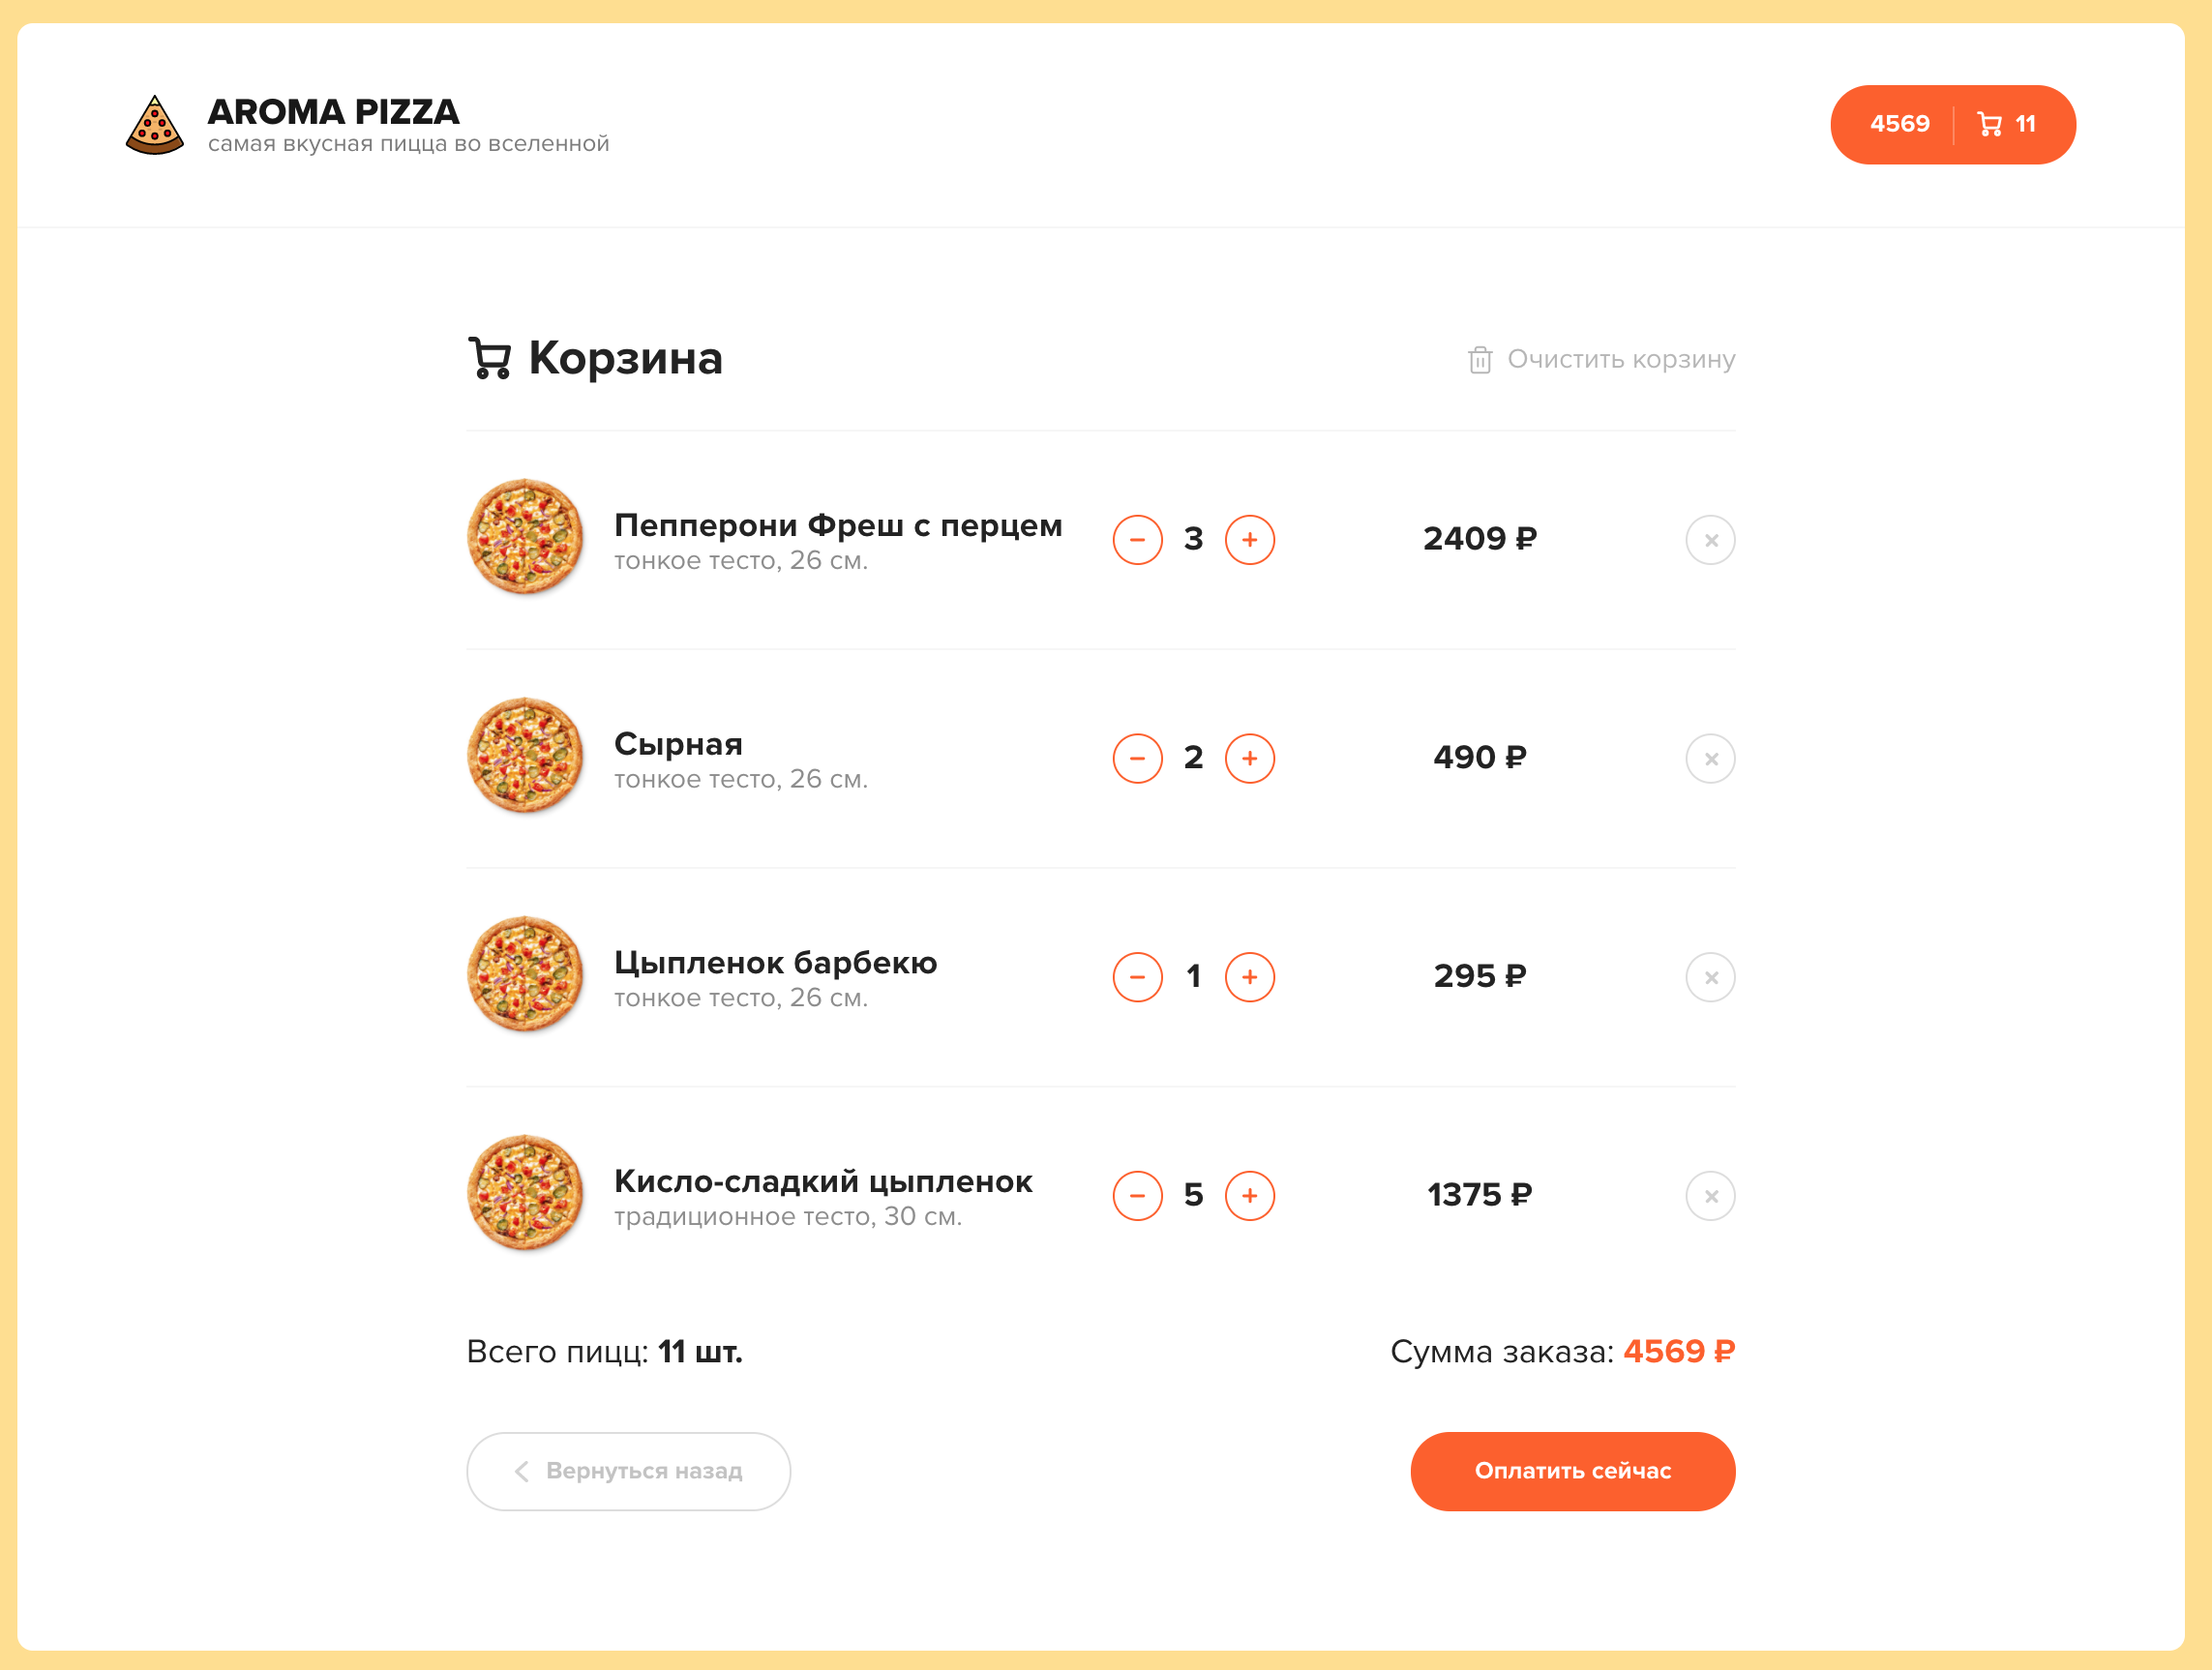 AROMA PIZZA
самая вкусная пицца во вселенной
4569 11
Корзина
Очистить корзину
Пепперони Фреш с перцем
тонкое тесто, 26 см.
3
2409 ₽
Сырная
тонкое тесто, 26 см.
2
490 ₽
Цыпленок барбекю
тонкое тесто, 26 см.
1
295 ₽
Кисло-сладкий цыпленок
традиционное тесто, 30 см.
5
1375 ₽
Всего пицц: 11 шт.
Сумма заказа: 4569 ₽
Вернуться назад
Оплатить сейчас